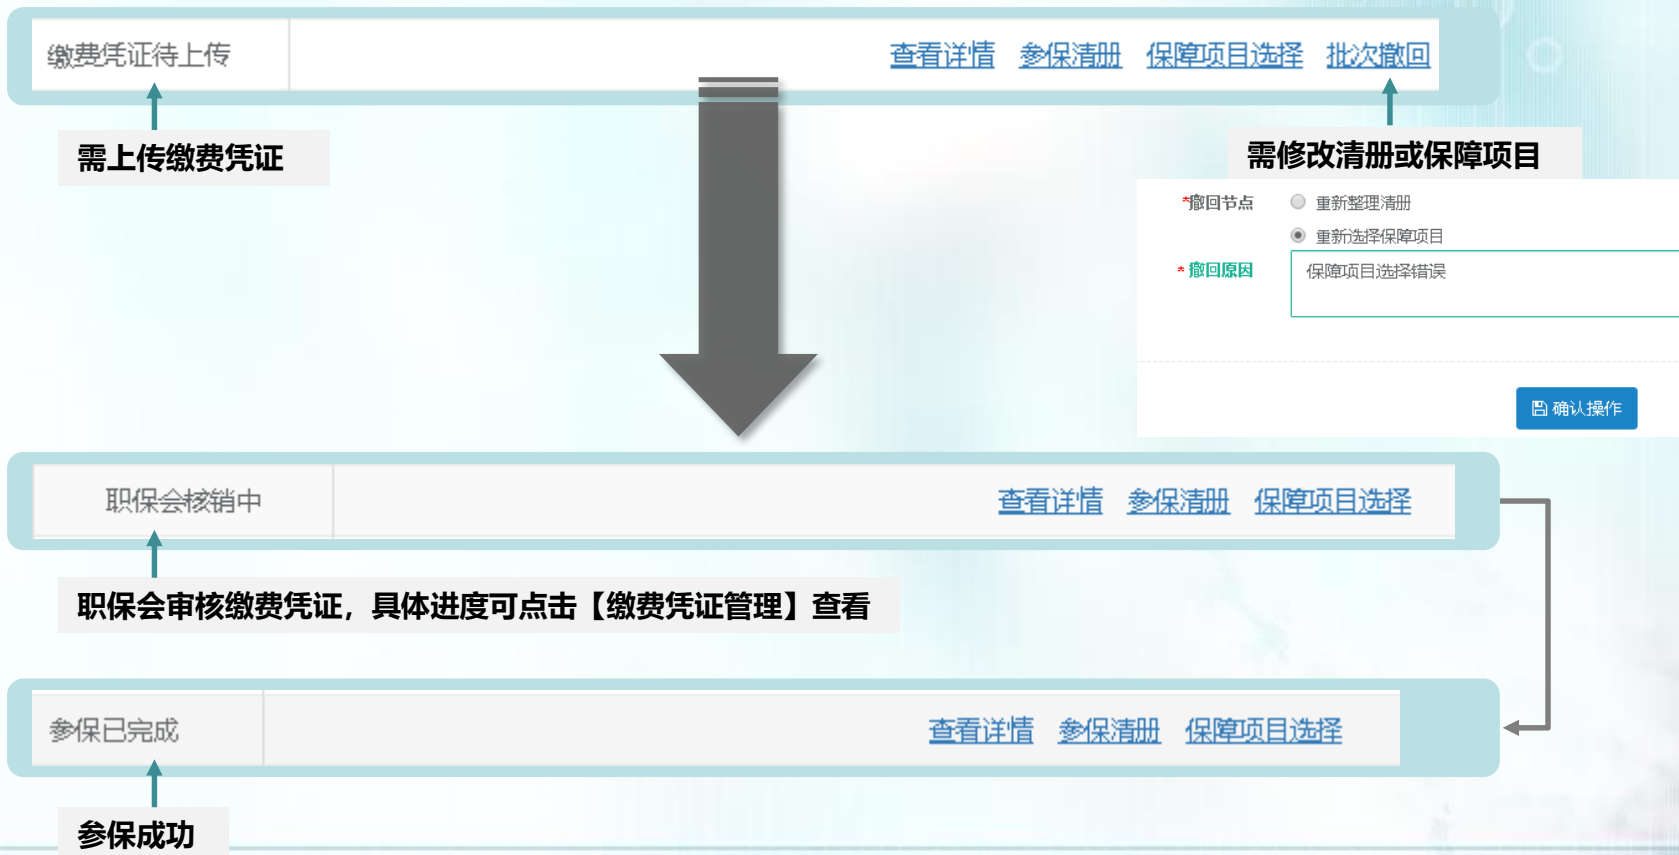 缴费凭证待上传 查看详情 参保清册 保障项目选择 批次撤回
需上传缴费凭证
需修改清册或保障项目
*撤回节点 重新整理清册
重新选择保障项目
* 撤回原因 保障项目选择错误
确认操作
职保会核销中 查看详情 参保清册 保障项目选择
职保会审核缴费凭证，具体进度可点击【缴费凭证管理】查看
参保已完成 查看详情 参保清册 保障项目选择
参保成功